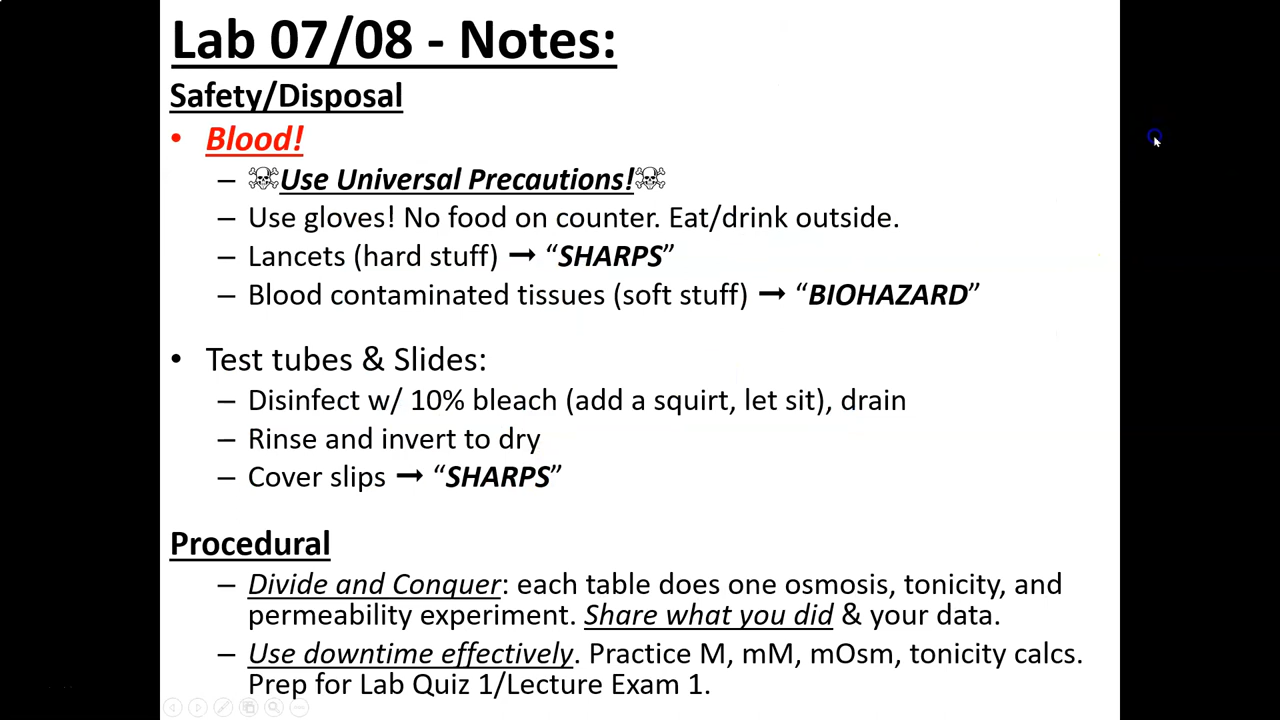 Lab 07/08 - Notes:
Safety/Disposal
• Blood!
– ☠Use Universal Precautions!☠
– Use gloves! No food on counter. Eat/drink outside.
– Lancets (hard stuff) → “SHARPS”
– Blood contaminated tissues (soft stuff) → “BIOHAZARD”
• Test tubes & Slides:
– Disinfect w/ 10% bleach (add a squirt, let sit), drain
– Rinse and invert to dry
– Cover slips → “SHARPS”
Procedural
– Divide and Conquer: each table does one osmosis, tonicity, and
permeability experiment. Share what you did & your data.
– Use downtime effectively. Practice M, mM, mOsm, tonicity calcs.
Prep for Lab Quiz 1/Lecture Exam 1.